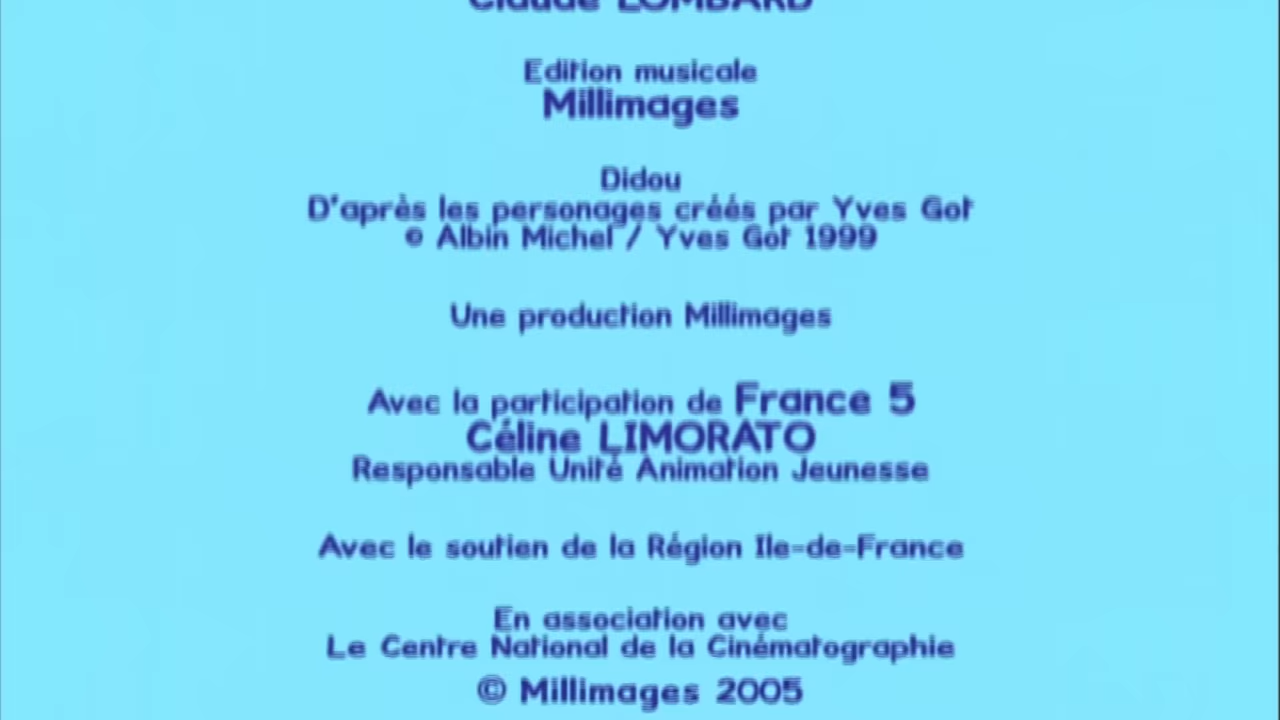 Claude LOMBARD
Edition musicale
Millimages
Didou
D'après les personages créés par Yves Got
© Albin Michel / Yves Got 1999
Une production Millimages
Avec la participation de France 5
Céline LIMORATO
Responsable Unité Animation Jeunesse
Avec le soutien de la Région Ile-de-France
En association avec
Le Centre National de la Cinématographie
© Millimages 2005